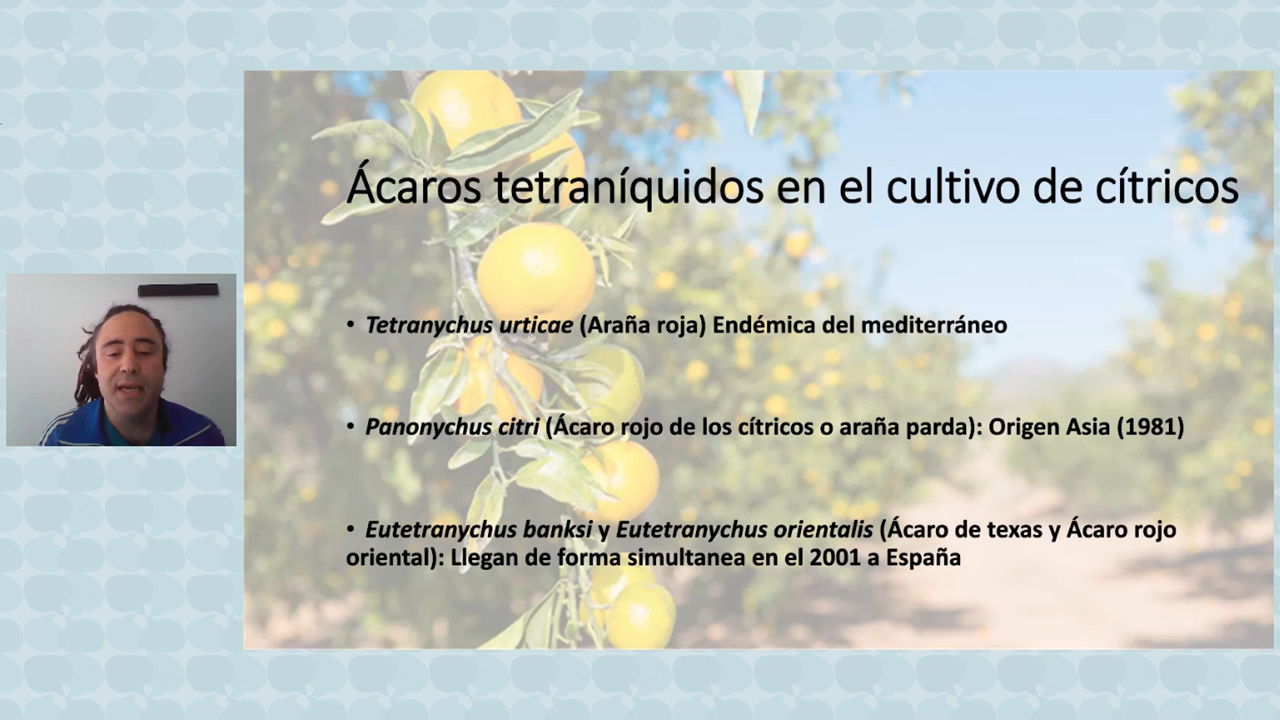 Ácaros tetraníquidos en el cultivo de cítricos
• Tetranychus urticae (Araña roja) Endémica del mediterráneo
• Panonychus citri (Ácaro rojo de los cítricos o araña parda): Origen Asia (1981)
• Eutetranychus banksi y Eutetranychus orientalis (Ácaro de texas y Ácaro rojo
oriental): Llegan de forma simultanea en el 2001 a España